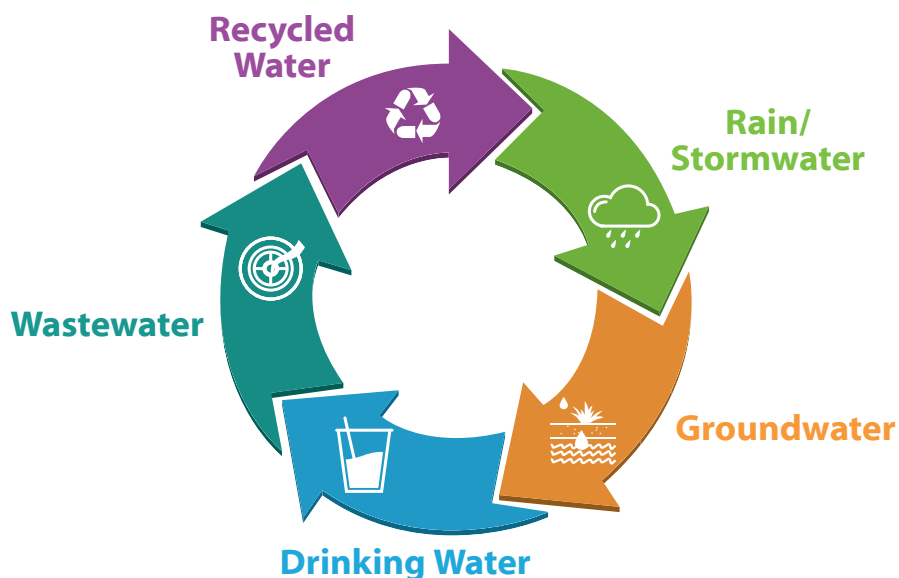 Recycled
Water
Rain/
Stormwater
Groundwater
Drinking Water
Wastewater